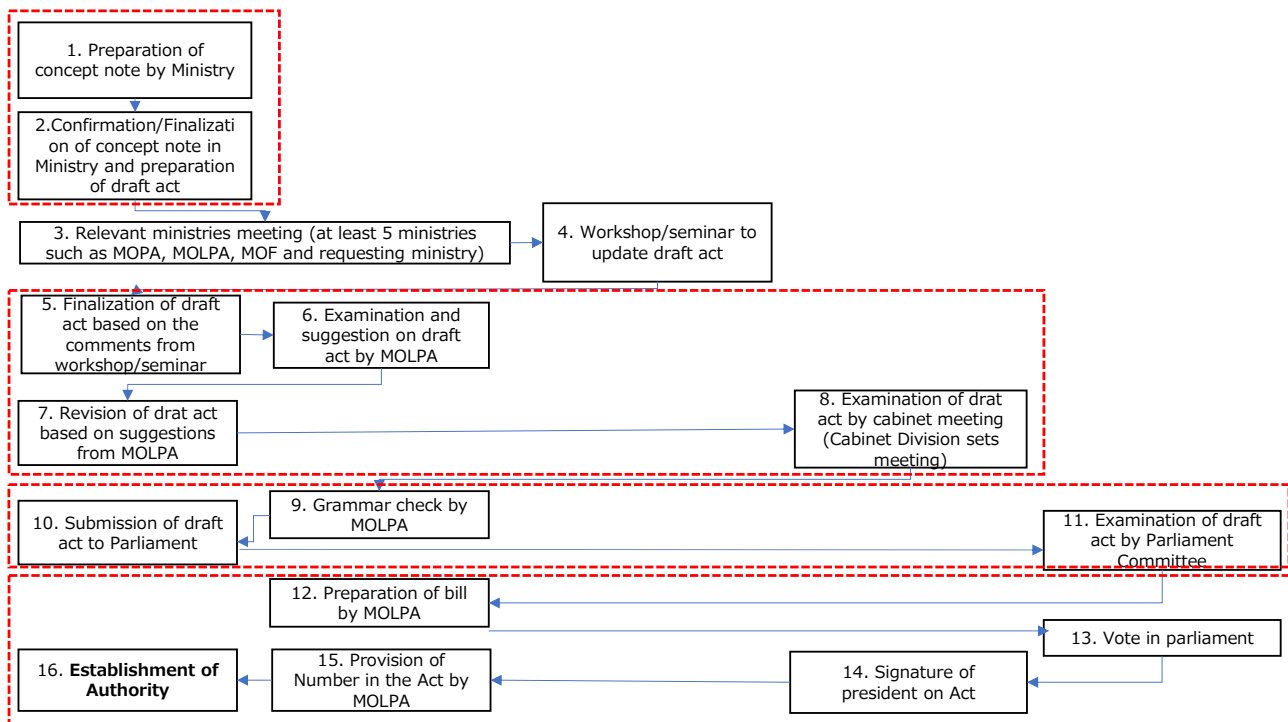 1. Preparation of
concept note by Ministry
2.Confirmation/Finalizati
on of concept note in
Ministry and preparation
of draft act
3. Relevant ministries meeting (at least 5 ministries
such as MOPA, MOLPA, MOF and requesting ministry)
4. Workshop/seminar to
update draft act
5. Finalization of draft
act based on the
comments from
workshop/seminar
6. Examination and
suggestion on draft
act by MOLPA
7. Revision of drat act
based on suggestions
from MOLPA
8. Examination of drat
act by cabinet meeting
(Cabinet Division sets
meeting)
9. Grammar check by
MOLPA
10. Submission of draft
act to Parliament
11. Examination of draft
act by Parliament
Committee
12. Preparation of bill
by MOLPA
13. Vote in parliament
14. Signature of
president on Act
15. Provision of
Number in the Act by
MOLPA
16. Establishment of
Authority